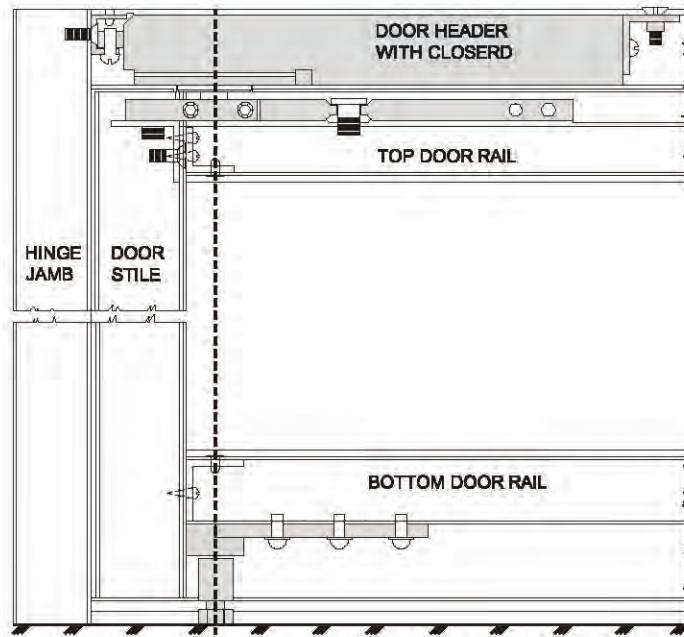 DOOR HEADER
WITH CLOSERD
TOP DOOR RAIL
HINGE
JAMB
DOOR
STILE
BOTTOM DOOR RAIL